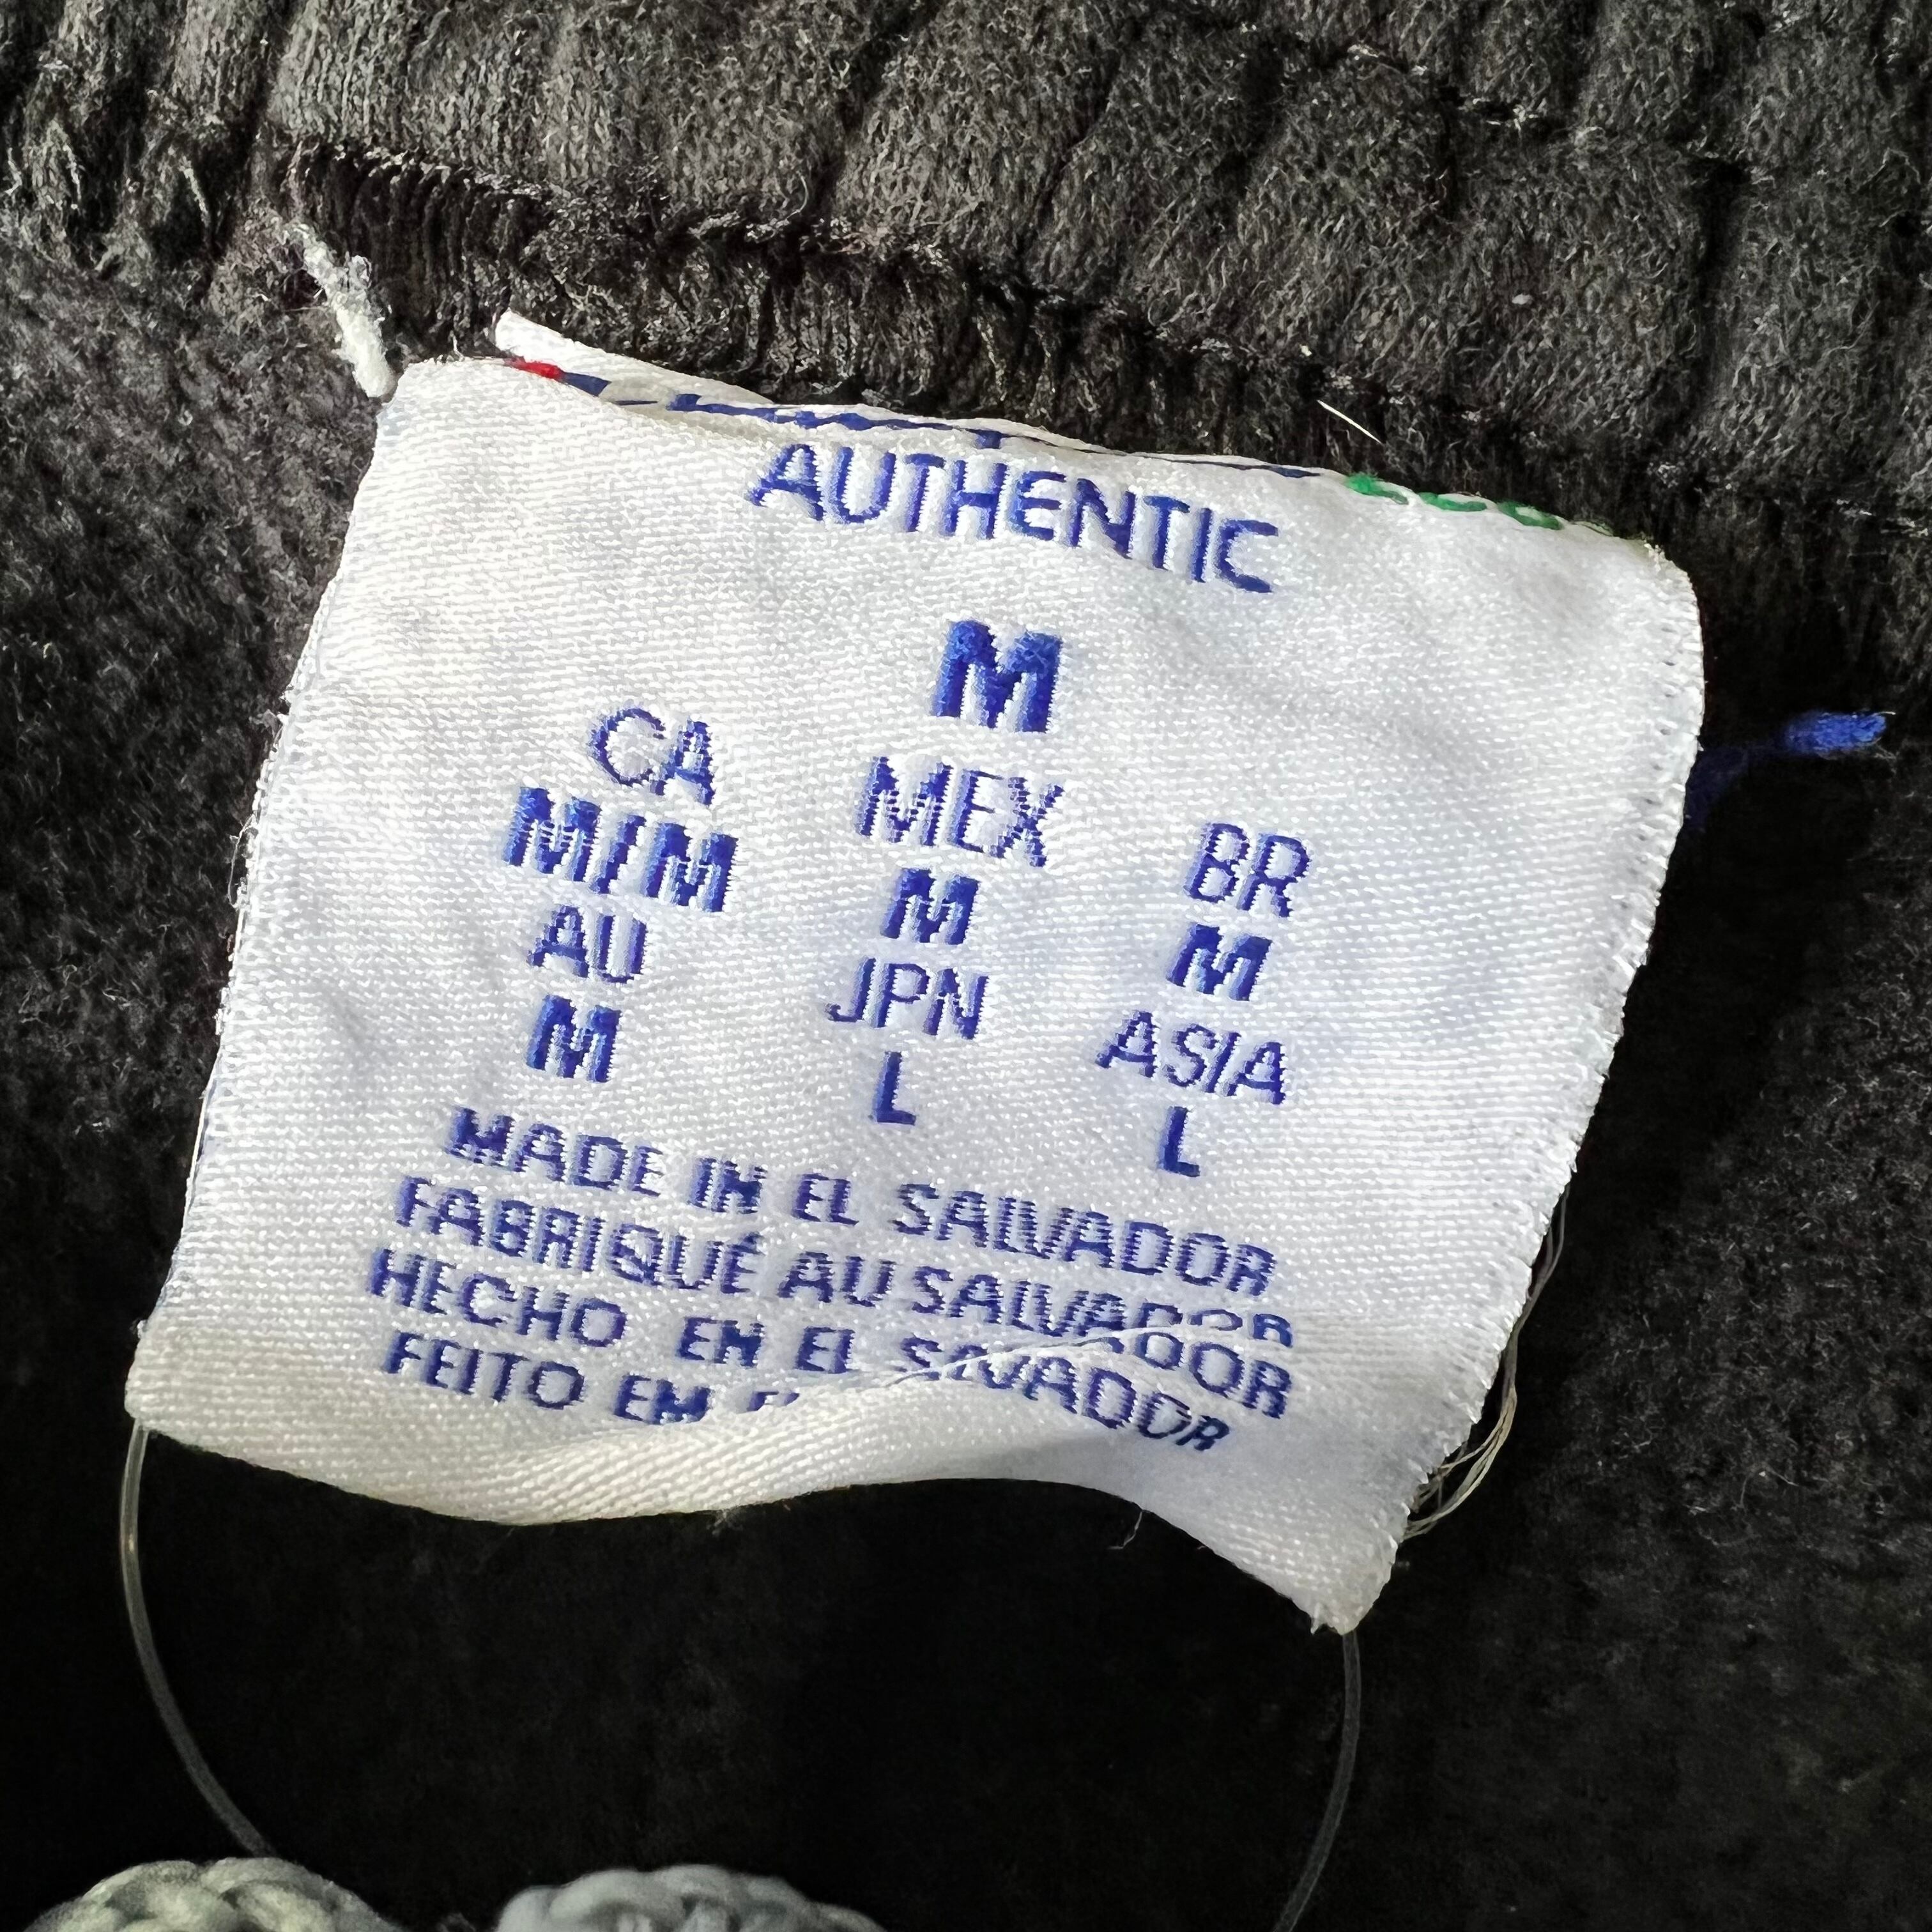 AUTHENTIC
M
CA MEX BR
M/M M M
AU JPN ASIA
M L L
MADE IN EL SALVADOR
FABRIQUÉ AU SALVADOR
HECHO EN EL SALVADOR
FEITO EM